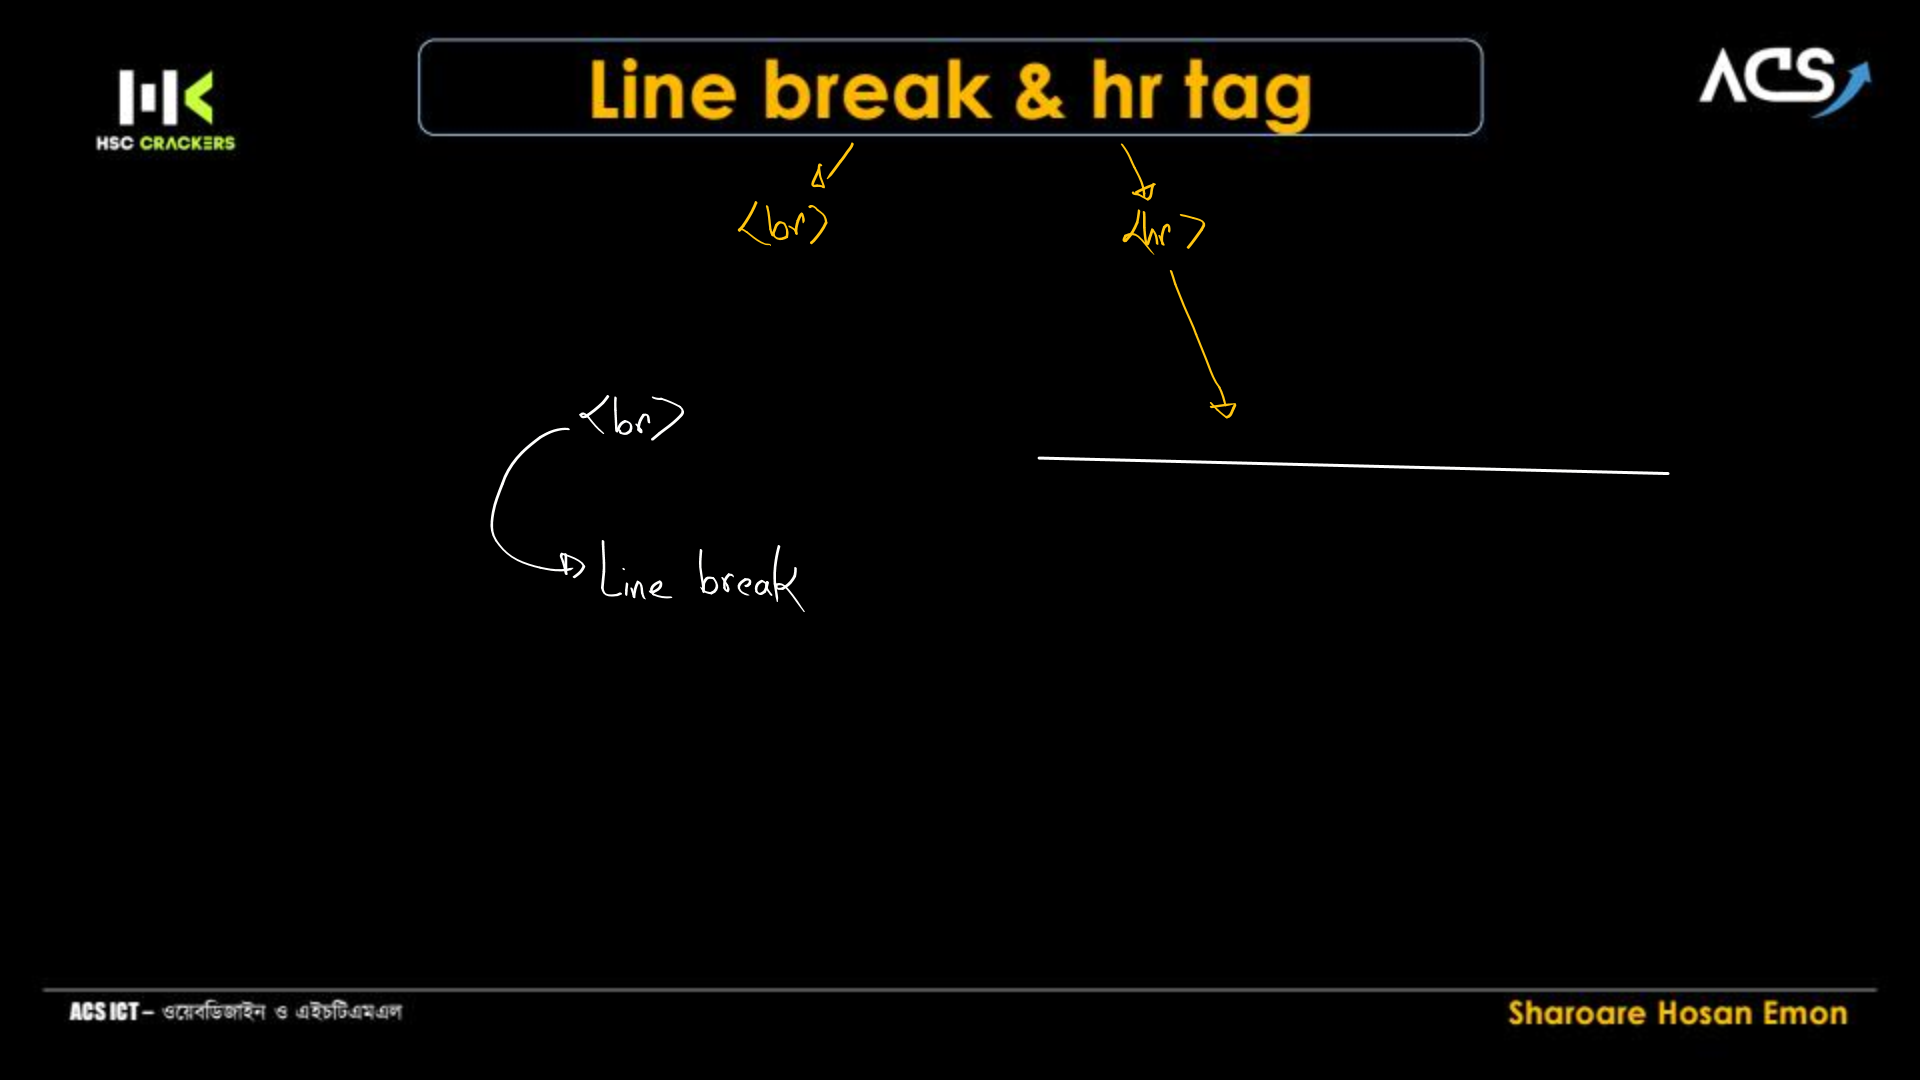 Line break & hr tag
HSC CRACKERS
ACS
<br>
<hr>
<br>
Line break
ACS ICT – ওয়েবডিজাইন ও এইচটিএমএল
Sharoare Hosan Emon